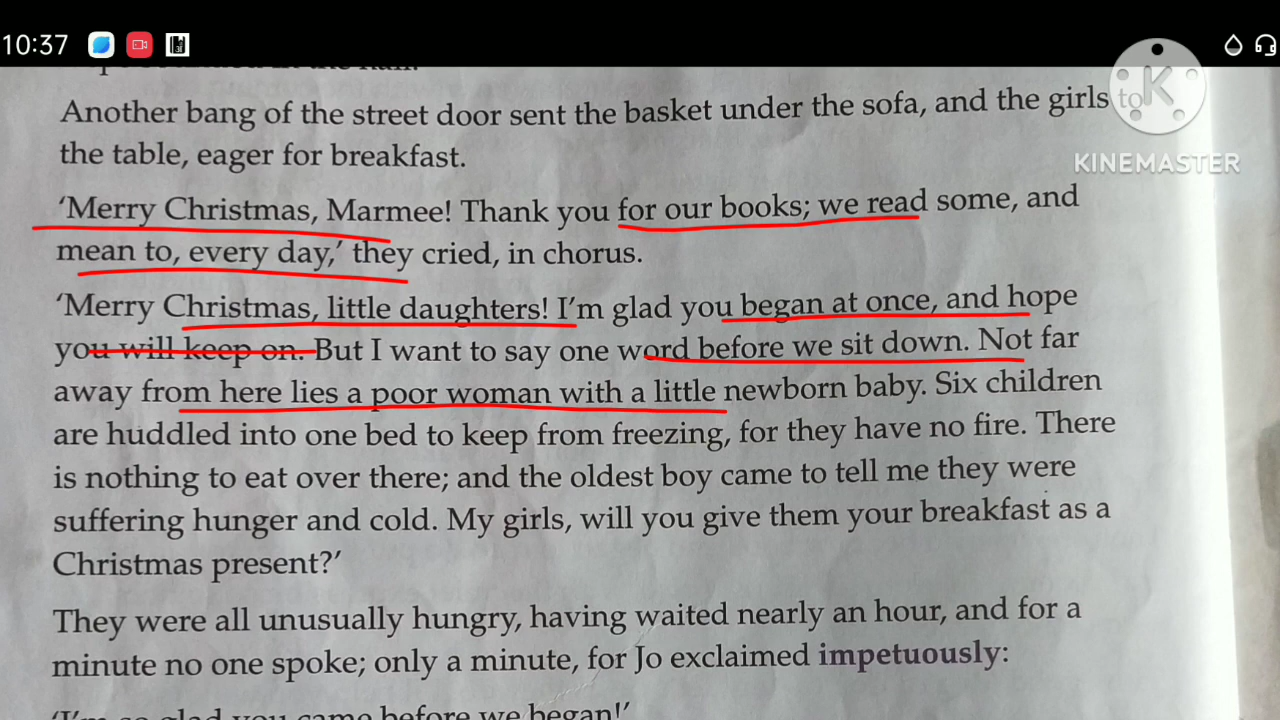 10:37
Another bang of the street door sent the basket under the sofa, and the girls to
the table, eager for breakfast.
KINEMASTER
‘Merry Christmas, Marmee! Thank you for our books; we read some, and
mean to, every day,’ they cried, in chorus.
‘Merry Christmas, little daughters! I’m glad you began at once, and hope
you will keep on. But I want to say one word before we sit down. Not far
away from here lies a poor woman with a little newborn baby. Six children
are huddled into one bed to keep from freezing, for they have no fire. There
is nothing to eat over there; and the oldest boy came to tell me they were
suffering hunger and cold. My girls, will you give them your breakfast as a
Christmas present?’
They were all unusually hungry, having waited nearly an hour, and for a
minute no one spoke; only a minute, for Jo exclaimed impetuously:
‘I’m so glad you came before we began!’